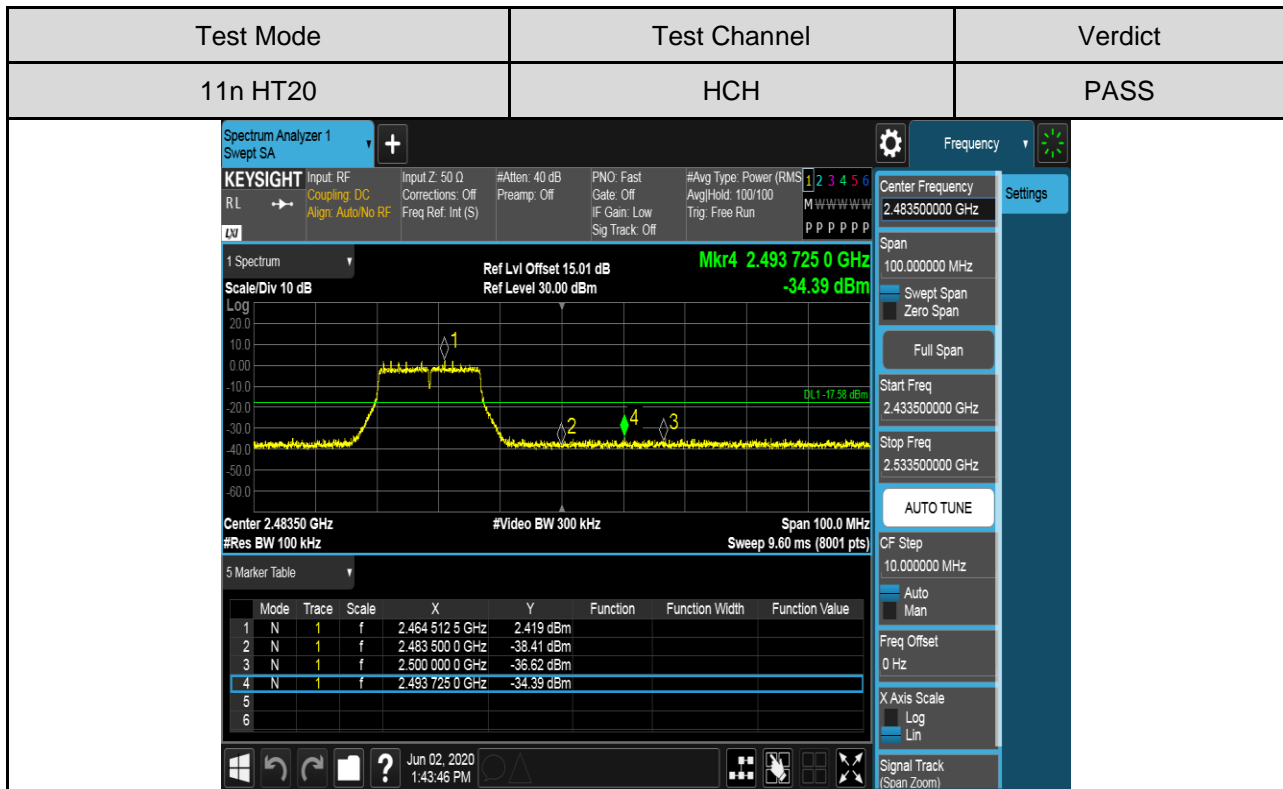 Test Mode Test Channel Verdict
11n HT20 HCH PASS
Spectrum Analyzer 1
Swept SA
+
Frequency
KEYSIGHT Input: RF Input Z: 50 Ω #Atten: 40 dB PNO: Fast #Avg Type: Power (RMS 1 2 3 4 5 6
RL Coupling: DC Corrections: Off Preamp: Off Gate: Off Avg|Hold: 100/100 M W W W W W
Align: Auto/No RF Freq Ref: Int (S) IF Gain: Low Trig: Free Run
LXI Sig Track: Off P P P P P P
1 Spectrum
Ref Lvl Offset 15.01 dB Mkr4 2.493 725 0 GHz
Scale/Div 10 dB Ref Level 30.00 dBm -34.39 dBm
Log
20.0
10.0
0.00
-10.0
-20.0
-30.0
-40.0
-50.0
-60.0
1
DL1 -17.58 dBm
2
4
3
Center 2.48350 GHz #Video BW 300 kHz Span 100.0 MHz
#Res BW 100 kHz Sweep 9.60 ms (8001 pts)
5 Marker Table
Mode Trace Scale X Y Function Function Width Function Value
1 N 1 f 2.464 512 5 GHz 2.419 dBm
2 N 1 f 2.483 500 0 GHz -38.41 dBm
3 N 1 f 2.500 000 0 GHz -36.62 dBm
4 N 1 f 2.493 725 0 GHz -34.39 dBm
5
6
?
Jun 02, 2020
1:43:46 PM
Center Frequency
2.483500000 GHz
Settings
Span
100.000000 MHz
Swept Span
Zero Span
Full Span
Start Freq
2.433500000 GHz
Stop Freq
2.533500000 GHz
AUTO TUNE
CF Step
10.000000 MHz
Auto
Man
Freq Offset
0 Hz
X Axis Scale
Log
Lin
Signal Track
(Span Zoom)